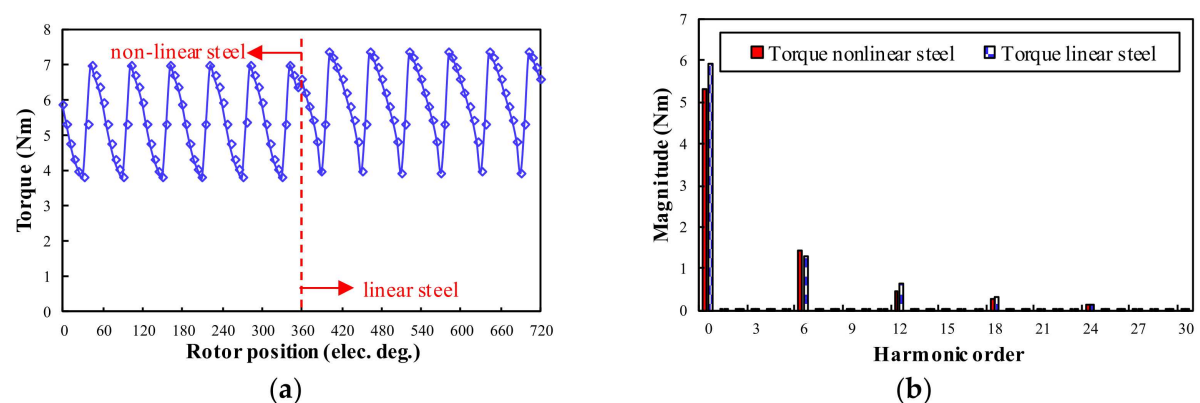 8
7
6
5
4
3
2
1
0
Torque (Nm)
non-linear steel
linear steel
0 60 120 180 240 300 360 420 480 540 600 660 720
Rotor position (elec. deg.)
(a)
7
6
5
4
3
2
1
0
Magnitude (Nm)
Torque nonlinear steel Torque linear steel
0 3 6 9 12 15 18 21 24 27 30
Harmonic order
(b)